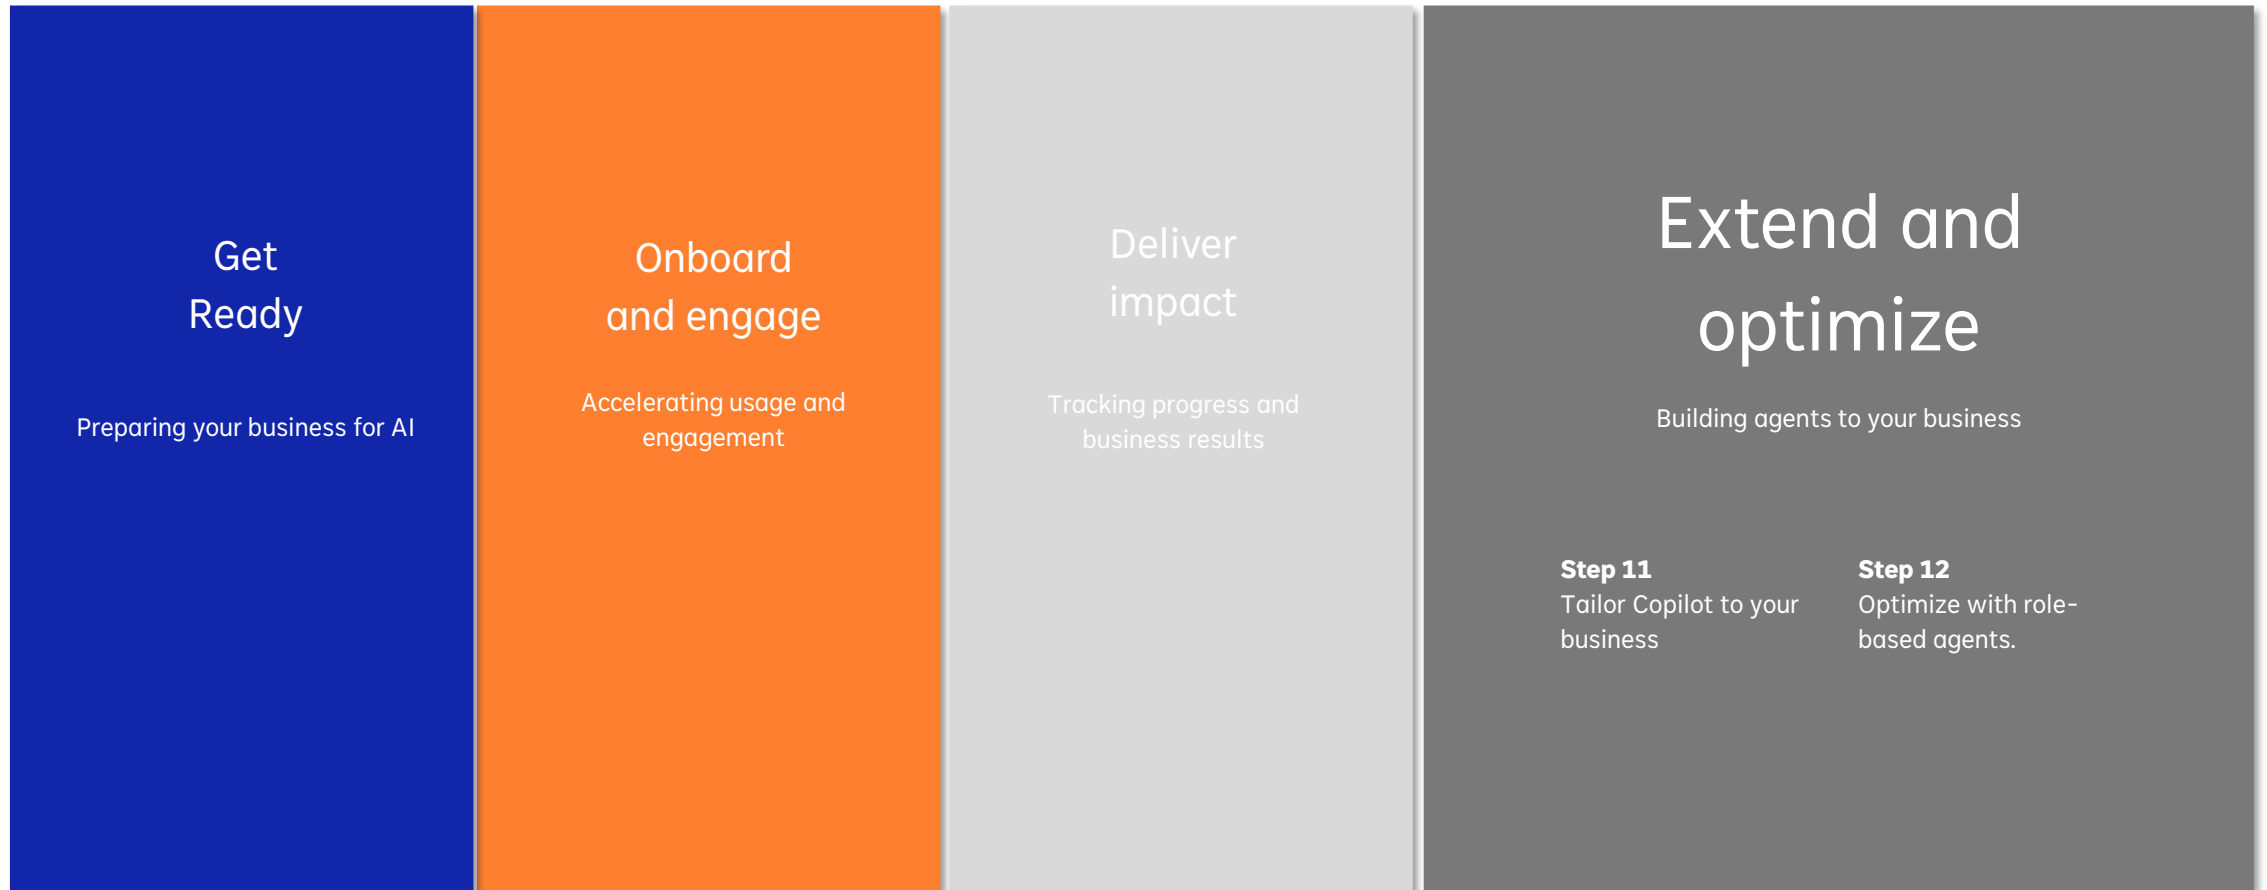 Get
Ready
Preparing your business for AI
Onboard
and engage
Accelerating usage and
engagement
Deliver
impact
Tracking progress and
business results
Extend and
optimize
Building agents to your business
Step 11
Tailor Copilot to your
business
Step 12
Optimize with role-
based agents.